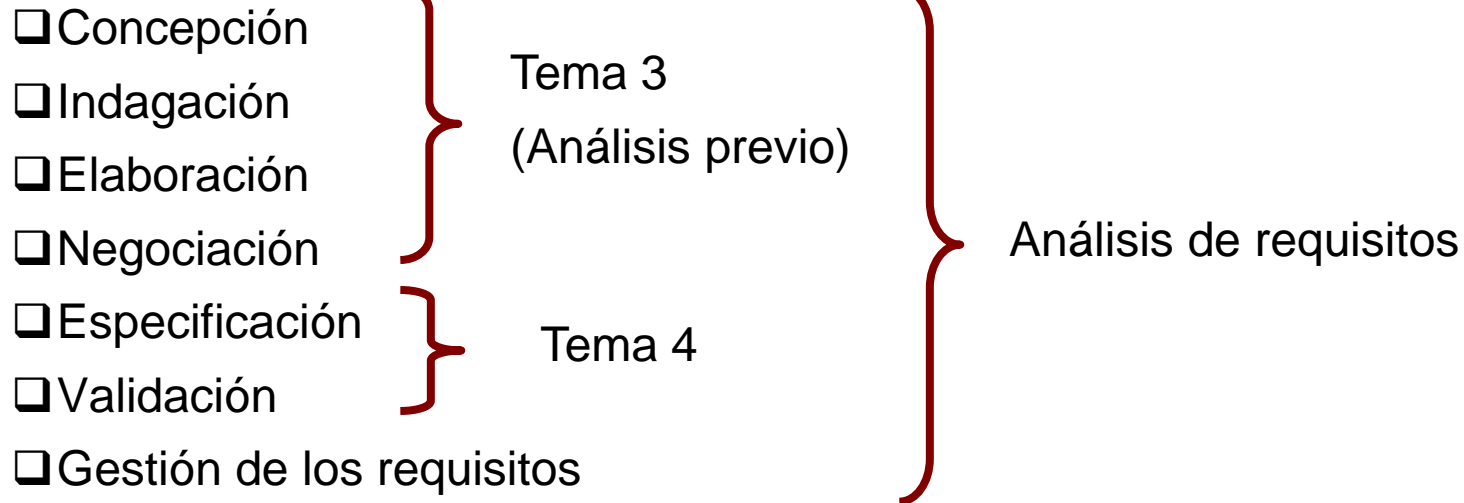 ❑Concepción
❑Indagación
❑Elaboración
❑Negociación
❑Especificación
❑Validación
❑Gestión de los requisitos
Tema 3
(Análisis previo)
Tema 4
Análisis de requisitos